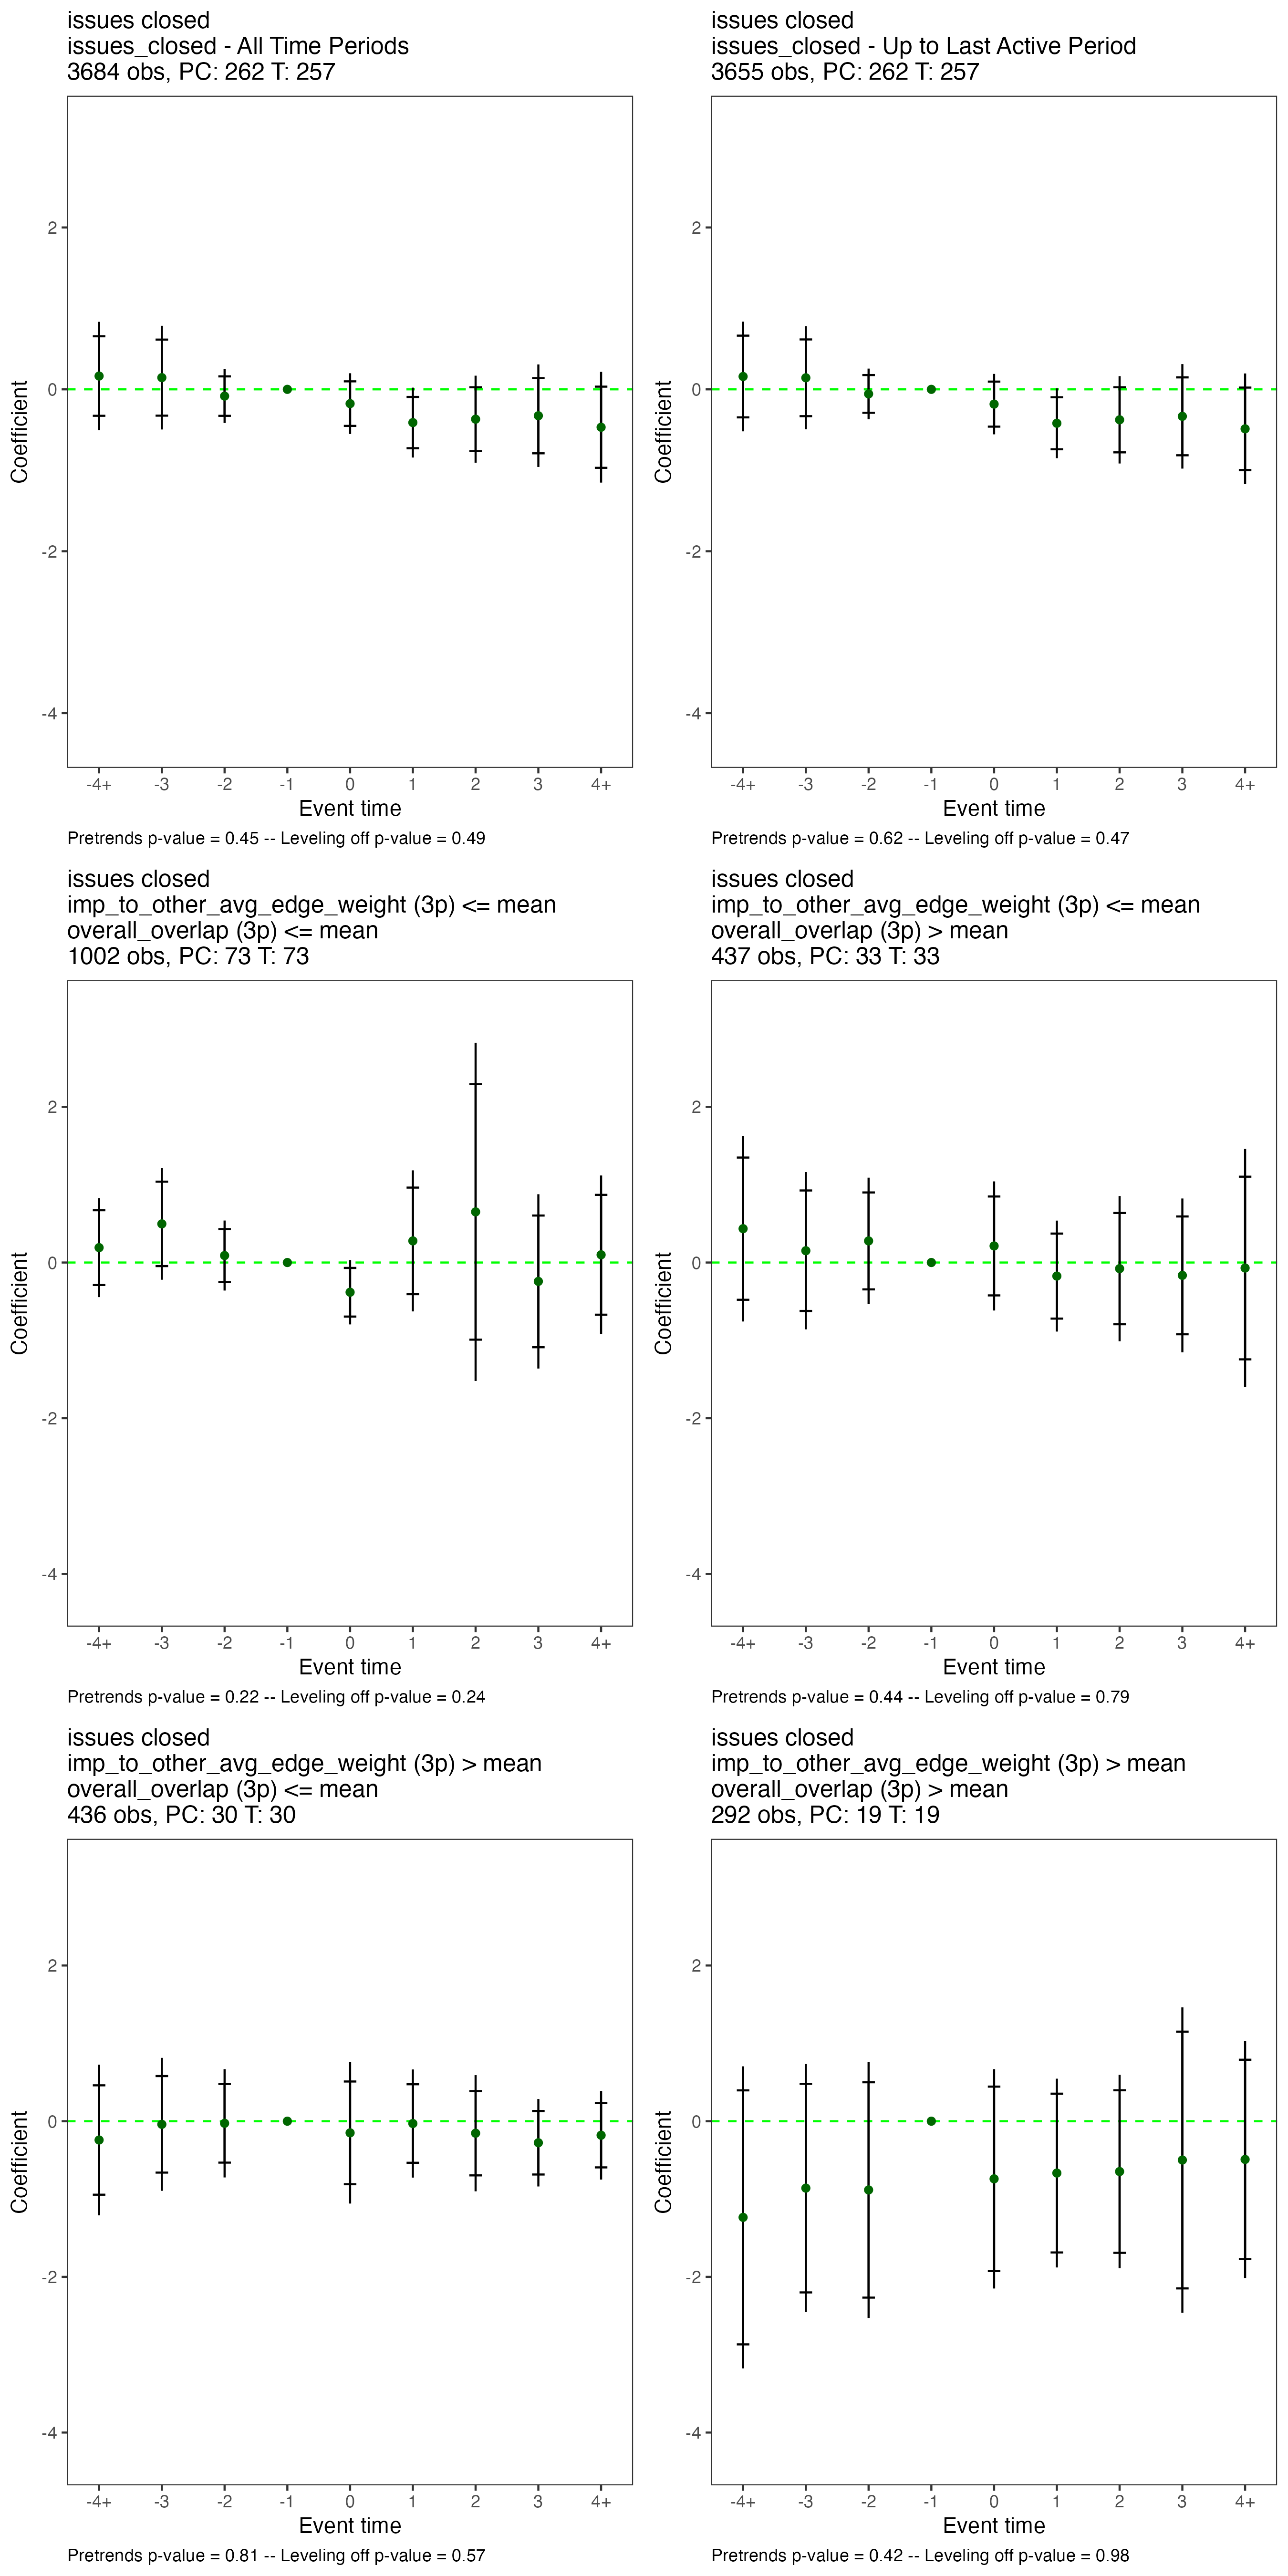 issues closed
issues_closed - All Time Periods
3684 obs, PC: 262 T: 257
2
0
-2
-4
Coefficient
-4+ -3 -2 -1 0 1 2 3 4+
Event time
Pretrends p-value = 0.45 -- Leveling off p-value = 0.49
issues closed
issues_closed - Up to Last Active Period
3655 obs, PC: 262 T: 257
2
0
-2
-4
Coefficient
-4+ -3 -2 -1 0 1 2 3 4+
Event time
Pretrends p-value = 0.62 -- Leveling off p-value = 0.47
issues closed
imp_to_other_avg_edge_weight (3p) <= mean
overall_overlap (3p) <= mean
1002 obs, PC: 73 T: 73
2
0
-2
-4
Coefficient
-4+ -3 -2 -1 0 1 2 3 4+
Event time
Pretrends p-value = 0.22 -- Leveling off p-value = 0.24
issues closed
imp_to_other_avg_edge_weight (3p) <= mean
overall_overlap (3p) > mean
437 obs, PC: 33 T: 33
2
0
-2
-4
Coefficient
-4+ -3 -2 -1 0 1 2 3 4+
Event time
Pretrends p-value = 0.44 -- Leveling off p-value = 0.79
issues closed
imp_to_other_avg_edge_weight (3p) > mean
overall_overlap (3p) <= mean
436 obs, PC: 30 T: 30
2
0
-2
-4
Coefficient
-4+ -3 -2 -1 0 1 2 3 4+
Event time
Pretrends p-value = 0.81 -- Leveling off p-value = 0.57
issues closed
imp_to_other_avg_edge_weight (3p) > mean
overall_overlap (3p) > mean
292 obs, PC: 19 T: 19
2
0
-2
-4
Coefficient
-4+ -3 -2 -1 0 1 2 3 4+
Event time
Pretrends p-value = 0.42 -- Leveling off p-value = 0.98